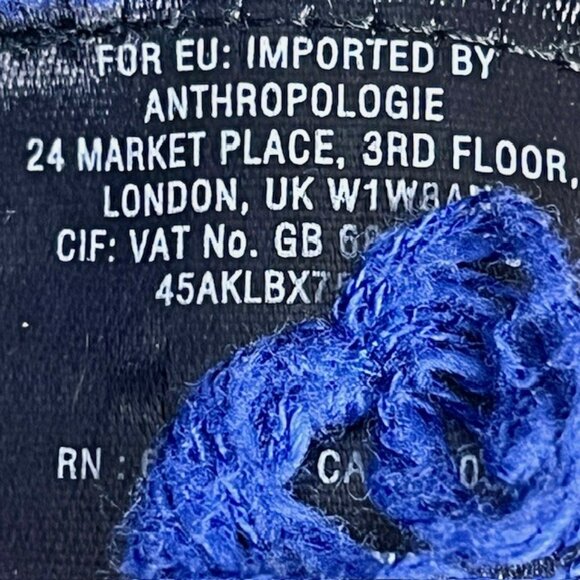 FOR EU: IMPORTED BY
ANTHROPOLOGIE
24 MARKET PLACE, 3RD FLOOR,
LONDON, UK
CIF: VAT No. GB
RN :